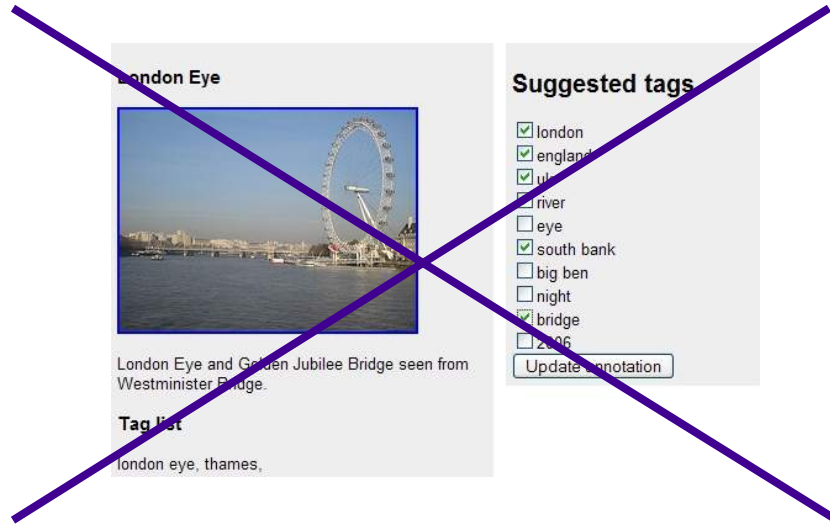 London Eye
London Eye and Golden Jubilee Bridge seen from
Westminister Bridge.
Tag list
london eye, thames,
Suggested tags
london
england
uk
river
eye
south bank
big ben
night
bridge
2006
Update annotation